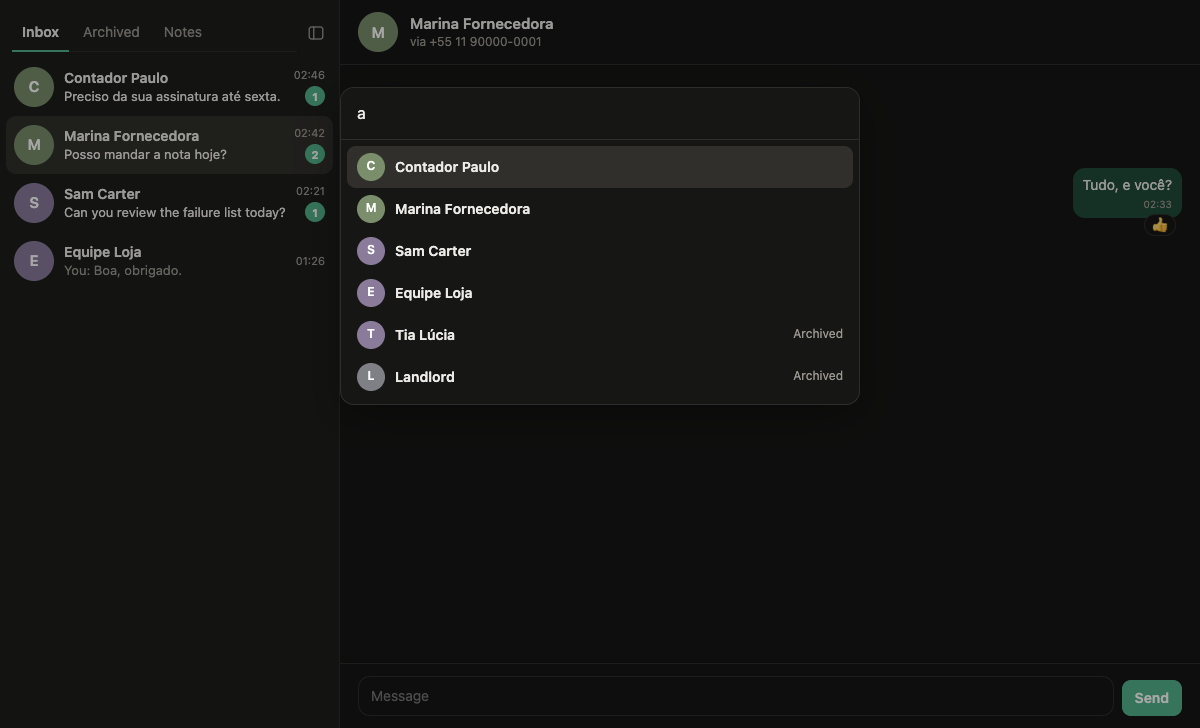 Inbox Archived Notes
C
Contador Paulo
02:46
Preciso da sua assinatura até sexta.
1
M
Marina Fornecedora
02:42
Posso mandar a nota hoje?
2
S
Sam Carter
02:21
Can you review the failure list today?
1
E
Equipe Loja
You: Boa, obrigado.
01:26
M
Marina Fornecedora
via +55 11 90000-0001
a
C Contador Paulo
M Marina Fornecedora
S Sam Carter
E Equipe Loja
T Tia Lúcia Archived
L Landlord Archived
Tudo, e você?
02:33
👍
Message
Send